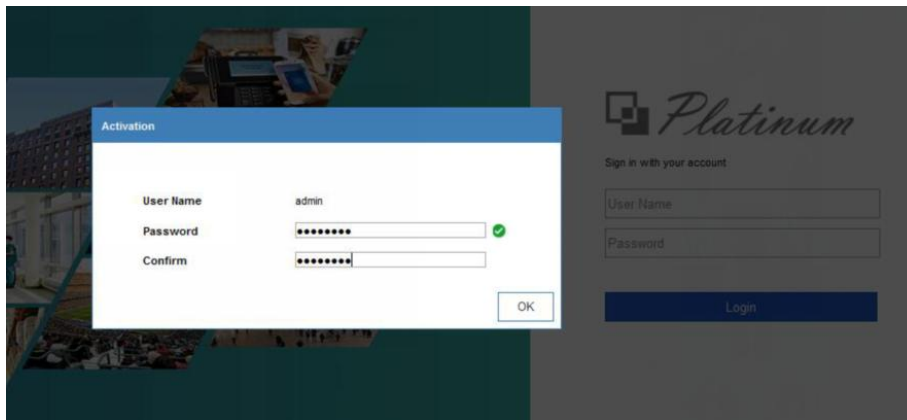 Activation
User Name admin
Password ••••••••
Confirm ••••••••
OK
Platinum
Sign in with your account
User Name
Password
Login